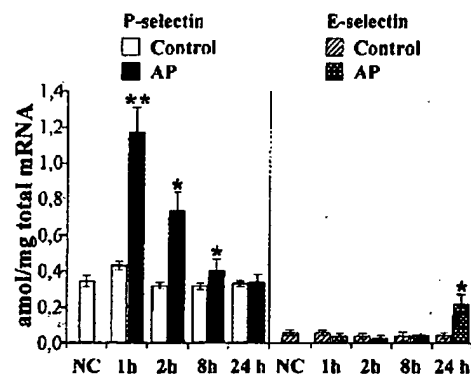 P-selectin E-selectin
Control Control
AP AP
amol/mg total mRNA
1,4
1,2
1,0
0,8
0,6
0,4
0,2
0,0
** * * *
NC 1h 2h 8h 24 h NC 1h 2h 8h 24 h